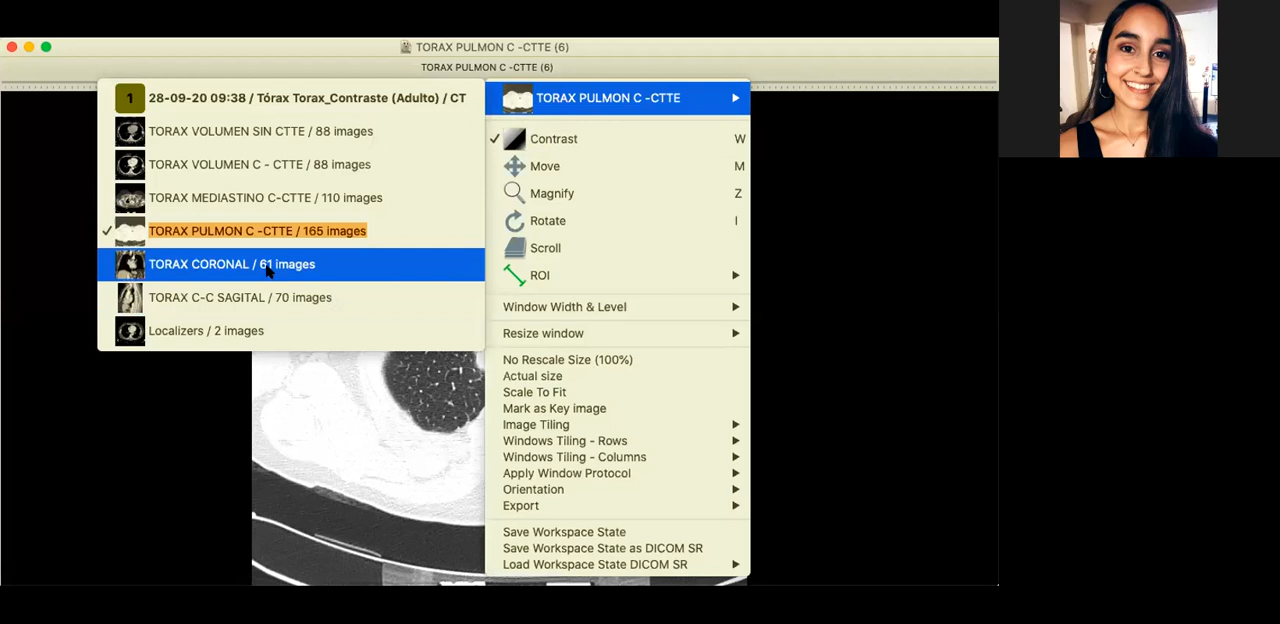 TORAX PULMON C -CTTE (6)
TORAX PULMON C -CTTE (6)
1
28-09-20 09:38 / Tórax Torax_Contraste (Adulto) / CT
TORAX VOLUMEN SIN CTTE / 88 images
TORAX VOLUMEN C - CTTE / 88 images
TORAX MEDIASTINO C-CTTE / 110 images
TORAX PULMON C -CTTE / 165 images
TORAX CORONAL / 61 images
TORAX C-C SAGITAL / 70 images
Localizers / 2 images
TORAX PULMON C -CTTE
Contrast W
Move M
Magnify Z
Rotate I
Scroll
ROI
Window Width & Level
Resize window
No Rescale Size (100%)
Actual size
Scale To Fit
Mark as Key image
Image Tiling
Windows Tiling - Rows
Windows Tiling - Columns
Apply Window Protocol
Orientation
Export
Save Workspace State
Save Workspace State as DICOM SR
Load Workspace State DICOM SR